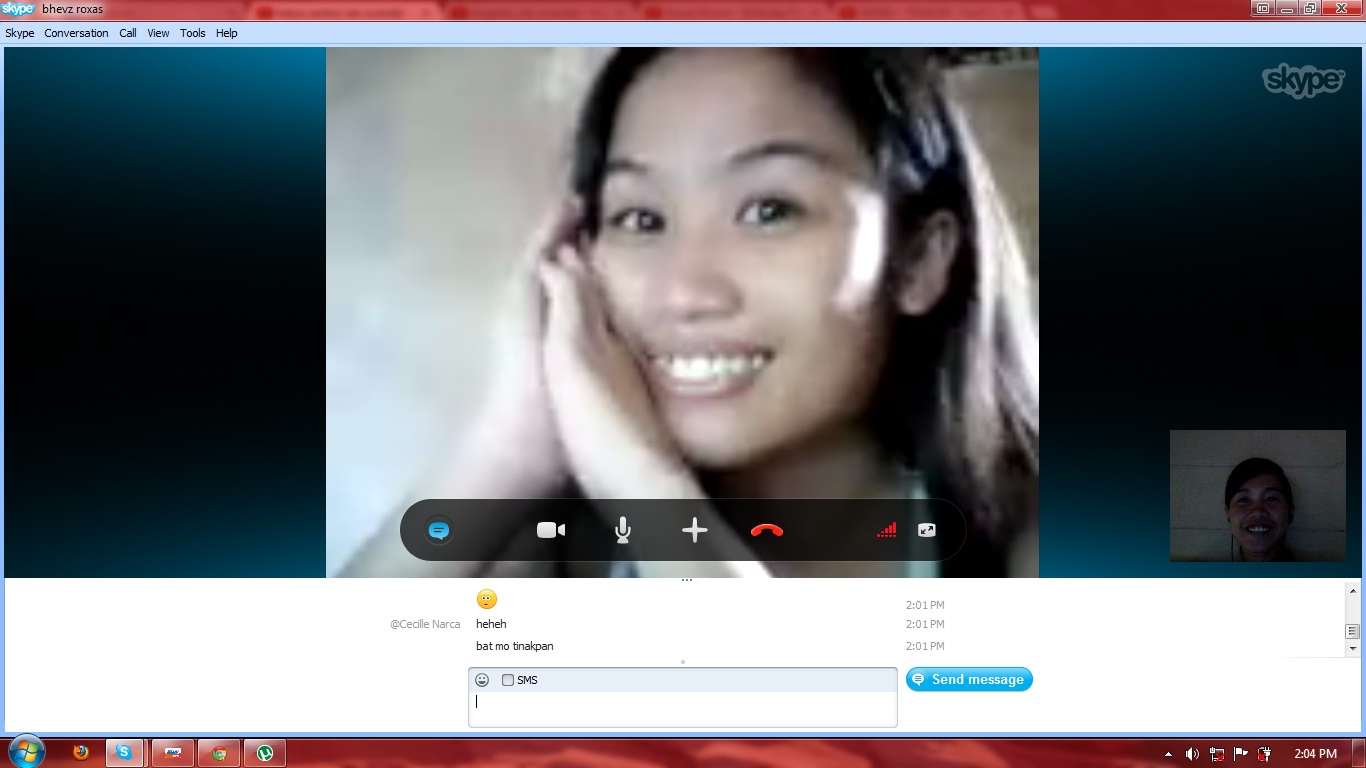 skype bhevz roxas
Skype Conversation Call View Tools Help
skype
2:01 PM
@Cecille Narca heheh 2:01 PM
bat mo tinakpan 2:01 PM
SMS
Send message
2:04 PM